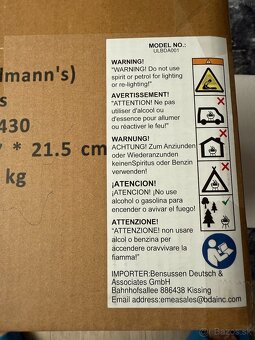 dmann's)
s
430
" * 21.5 cm
kg
MODEL NO.:
ULBDA001
WARNING!
"WARNING! Do not use
spirit or petrol for lighting
or re-lighting!"
AVERTISSEMENT!
"ATTENTION! Ne pas
utiliser d'alcool ou
d'essence pour allumer
ou réactiver le feu!"
WARNUNG!
ACHTUNG! Zum Anziunden
oder Wiederanzunden
keinenSpiritus oder Benzin
verwenden!
¡ATENCION!
¡ATENCION! ¡No use
alcohol o gasolina para
encender o avivar el fuego!
ATTENZIONE!
"ATTENZIONE! non usare
alcol o benzina per
accendere oravvivare la
fiamma!"
IMPORTER:Bensussen Deutsch &
Associates GmbH
Bahnhofsallee 886438 Kissing
Email address:emeasales@bdainc.com